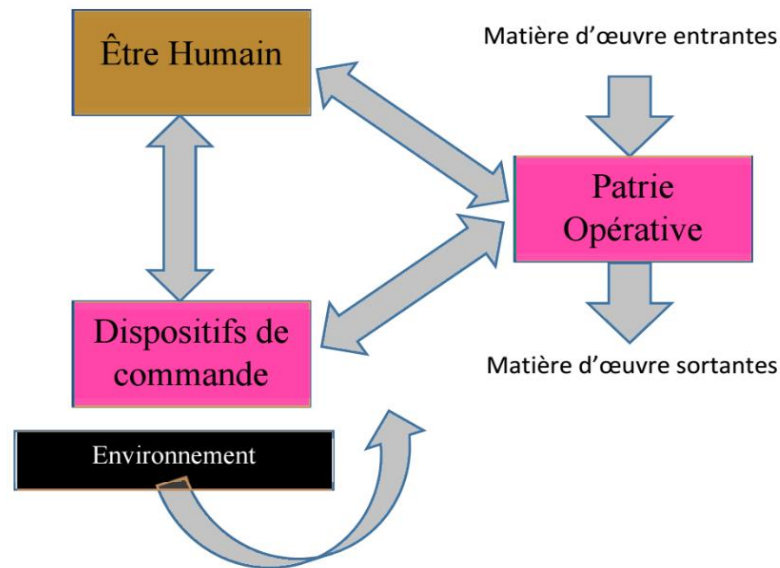 Être Humain
Matière d’œuvre entrantes
Patrie
Opérative
Dispositifs de
commande
Matière d’œuvre sortantes
Environnement